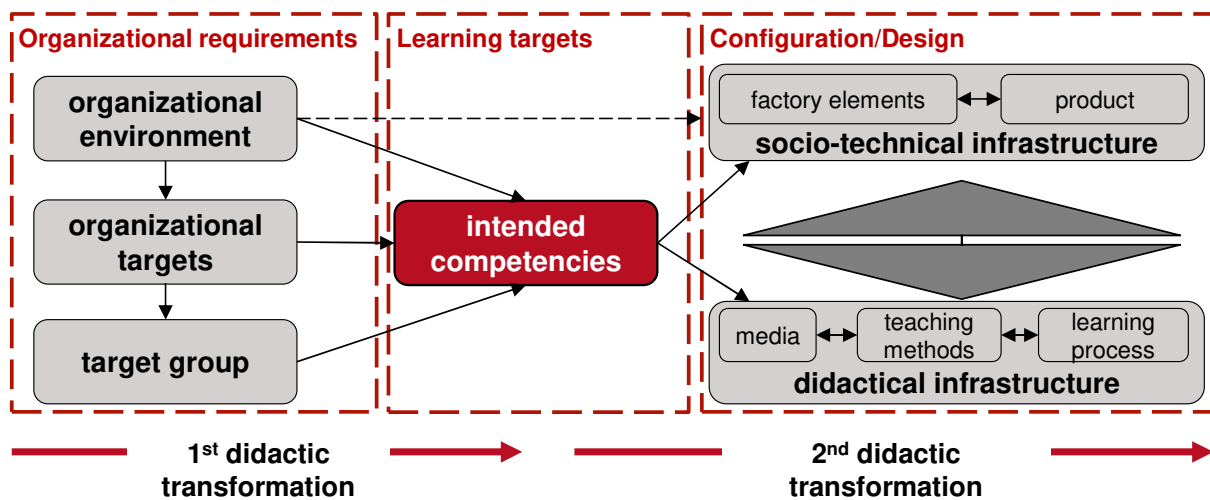 Organizational requirements
Learning targets
Configuration/Design
organizational
environment
organizational
targets
target group
intended
competencies
factory elements
product
socio-technical infrastructure
media
teaching
methods
learning
process
didactical infrastructure
1st didactic
transformation
2nd didactic
transformation